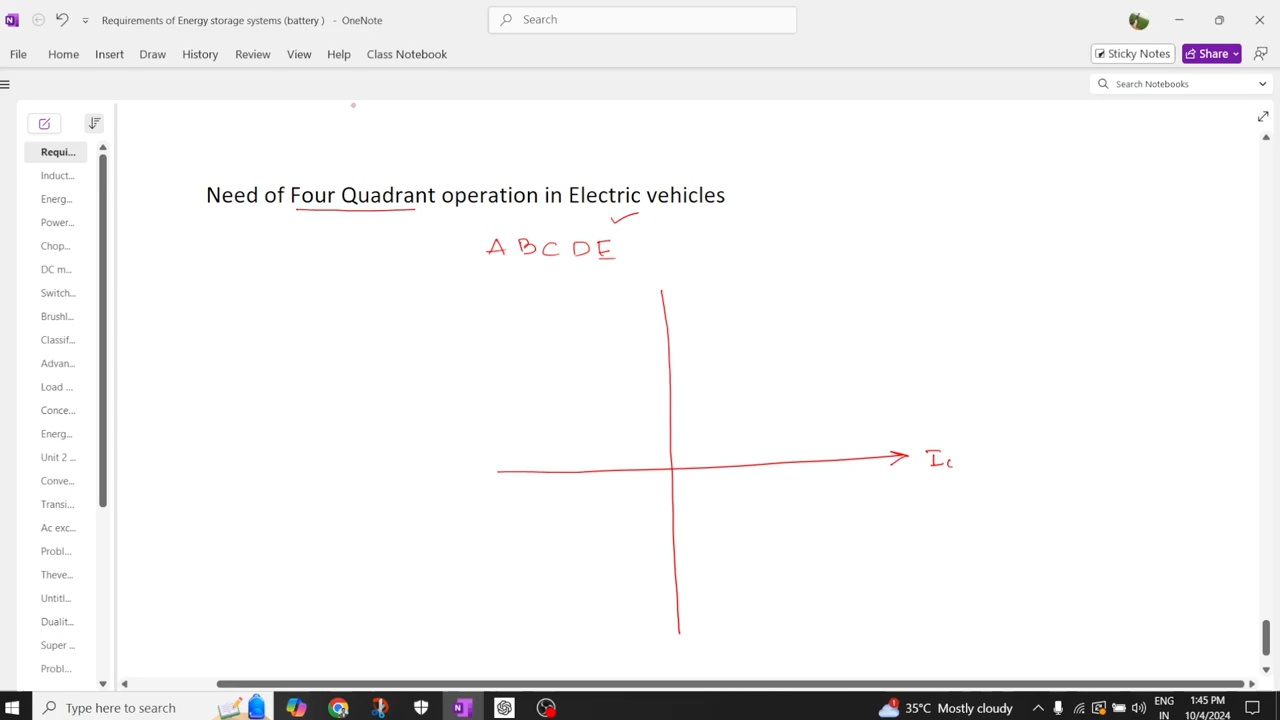 Requirements of Energy storage systems (battery ) - OneNote
Search
File Home Insert Draw History Review View Help Class Notebook
Sticky Notes Share
Search Notebooks
Requi...
Induct...
Energ...
Power...
Chop...
DC m...
Switch...
Brushl...
Classif...
Advan...
Load ...
Conce...
Energ...
Unit 2 ...
Conve...
Transi...
Ac exc...
Probl...
Theve...
Untitl...
Dualit...
Super ...
Probl...
Need of Four Quadrant operation in Electric vehicles
A B C D E
I₀
Type here to search
1
35°C Mostly cloudy
ENG
IN
1:45 PM
10/4/2024